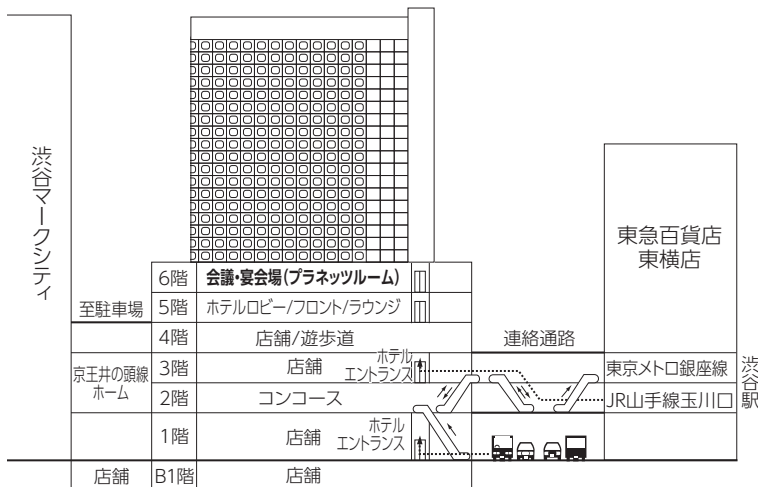 渋谷マークシティ
東急百貨店
東横店
6階 会議・宴会場(プラネッツルーム)
至駐車場 5階 ホテルロビー/フロント/ラウンジ
4階 店舗/遊歩道 連絡通路
京王井の頭線
ホーム
3階 店舗 ホテル
エントランス 東京メトロ銀座線
2階 コンコース JR山手線玉川口
渋谷駅
1階 店舗 ホテル
エントランス
店舗 B1階 店舗